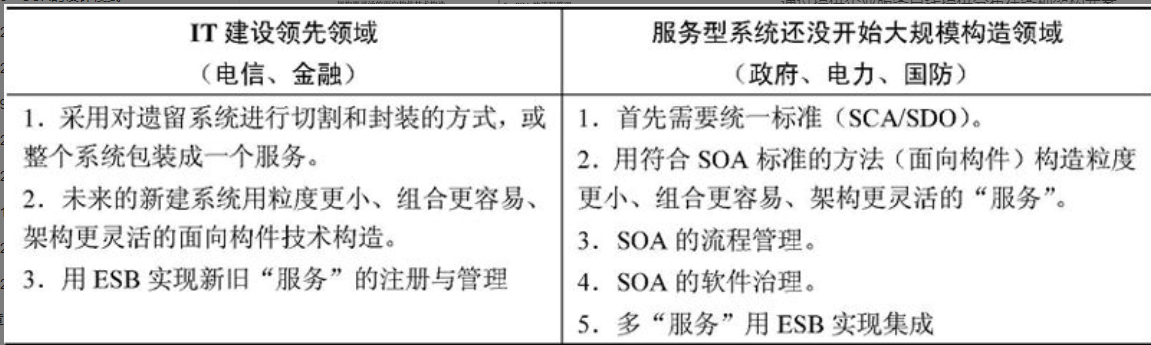 IT 建设领先领域
（电信、金融）
服务型系统还没开始大规模构造领域
（政府、电力、国防）
1．采用对遗留系统进行切割和封装的方式，或
整个系统包装成一个服务。
2．未来的新建系统用粒度更小、组合更容易、
架构更灵活的面向构件技术构造。
3．用 ESB 实现新旧“服务”的注册与管理
1．首先需要统一标准（SCA/SDO）。
2．用符合 SOA 标准的方法（面向构件）构造粒度
更小、组合更容易、架构更灵活的“服务”。
3．SOA 的流程管理。
4．SOA 的软件治理。
5．多“服务”用 ESB 实现集成